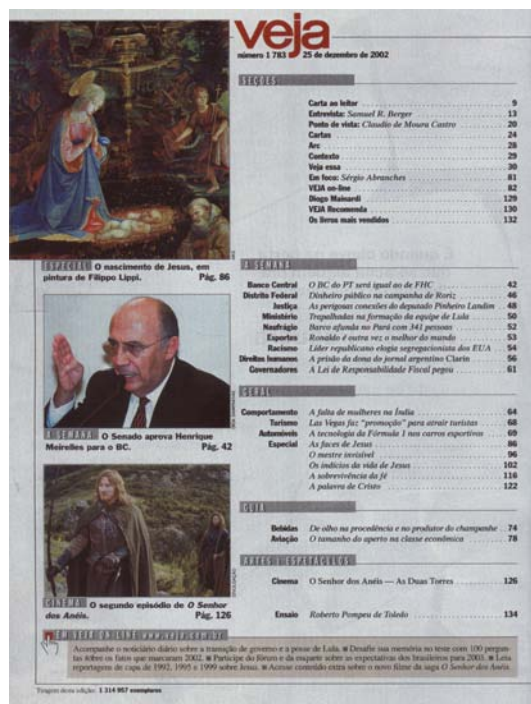 veja
número 1 783 25 de dezembro de 2002
SEÇÕES
Carta ao leitor 9
Entrevista: Samuel R. Berger 13
Ponto de vista: Claudio de Moura Castro 20
Cartas 24
Arc 28
Contexto 29
Veja essa 30
Em foco: Sérgio Abranches 81
VEJA on-line 82
Diogo Mainardi 129
VEJA Recomenda 130
Os livros mais vendidos 132
ESPECIAL O nascimento de Jesus, em
pintura de Filippo Lippi. Pág. 86
A SEMANA
Banco Central O BC do PT será igual ao de FHC 42
Distrito Federal Dinheiro público na campanha de Roriz 46
Justiça As perigosas conexões do deputado Pinheiro Landim 48
Ministério Trapalhadas na formação da equipe de Lula 50
Naufrágio Barco afunda no Pará com 341 pessoas 52
Esportes Ronaldo é outra vez o melhor do mundo 53
Racismo Líder republicano elogia segregacionista dos EUA 54
Direitos humanos A prisão da dona do jornal argentino Clarín 56
Governadores A Lei de Responsabilidade Fiscal pegou 61
A SEMANA O Senado aprova Henrique
Meirelles para o BC. Pág. 42
GERAL
Comportamento A falta de mulheres na Índia 64
Turismo Las Vegas faz "promoção" para atrair turistas 68
Automóveis A tecnologia da Fórmula 1 nos carros esportivos 69
Especial As faces de Jesus 86
O mestre invisível 96
Os indícios da vida de Jesus 102
A sobrevivência da fé 116
A palavra de Cristo 122
GUIA
Bebidas De olho na procedência e no produtor do champanhe 74
Aviação O tamanho do aperto na classe econômica 78
ARTES E ESPETÁCULOS
Cinema O Senhor dos Anéis — As Duas Torres 126
Ensaio Roberto Pompeu de Toledo 134
CINEMA O segundo episódio de O Senhor
dos Anéis. Pág. 126
EM VEJA ON-LINE www.veja.com.br
Acompanhe o noticiário diário sobre a transição de governo e a posse de Lula. ■ Desafie sua memória no teste com 100 pergun-
tas sobre os fatos que marcaram 2002. ■ Participe do fórum e da enquete sobre as expectativas dos brasileiros para 2003. ■ Leia
reportagens de capa de 1992, 1995 e 1999 sobre Jesus. ■ Acesse conteúdo extra sobre o novo filme da saga O Senhor dos Anéis.
Tiragem desta edição: 1 314 957 exemplares